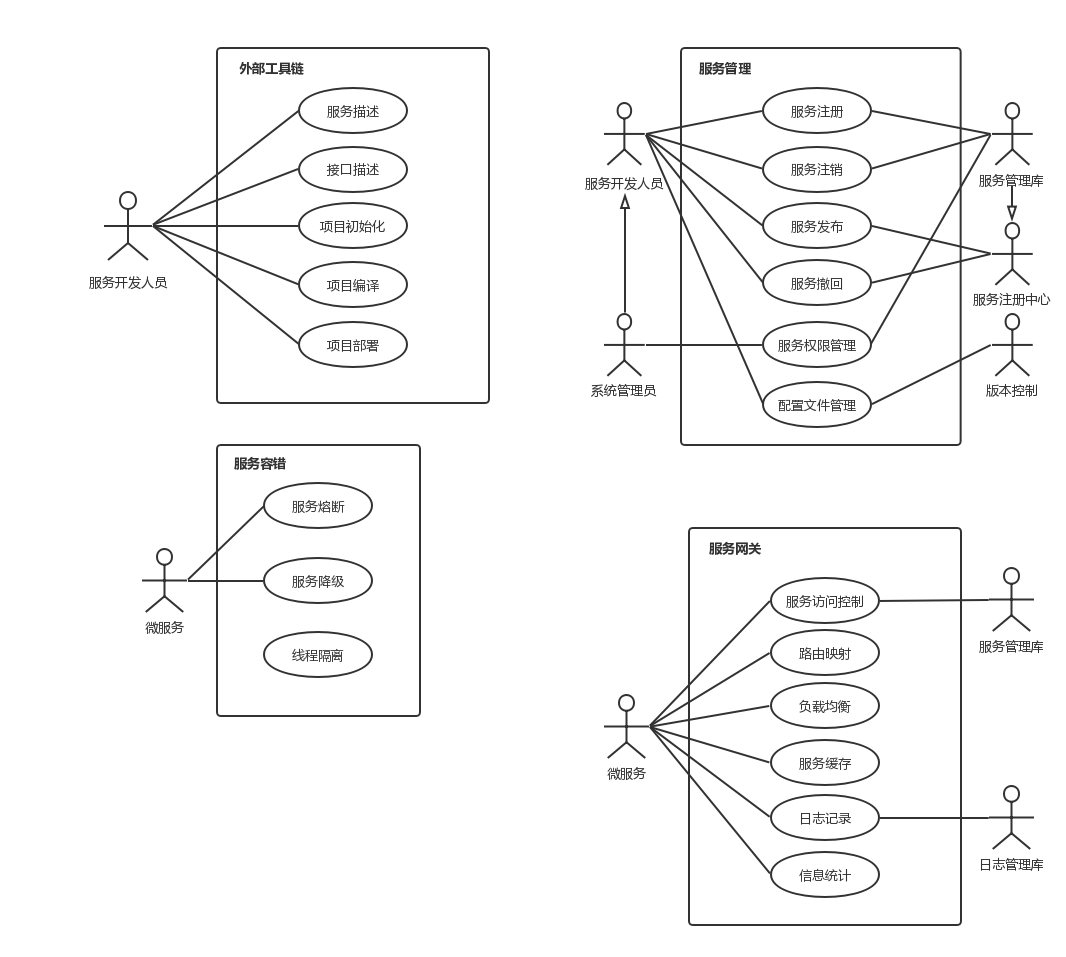 外部工具链
服务描述
接口描述
项目初始化
项目编译
项目部署
服务开发人员
服务管理
服务注册
服务注销
服务发布
服务撤回
服务权限管理
配置文件管理
服务开发人员
系统管理员
服务管理库
服务注册中心
版本控制
服务容错
服务熔断
服务降级
线程隔离
微服务
服务网关
服务访问控制
路由映射
负载均衡
服务缓存
日志记录
信息统计
微服务
服务管理库
日志管理库